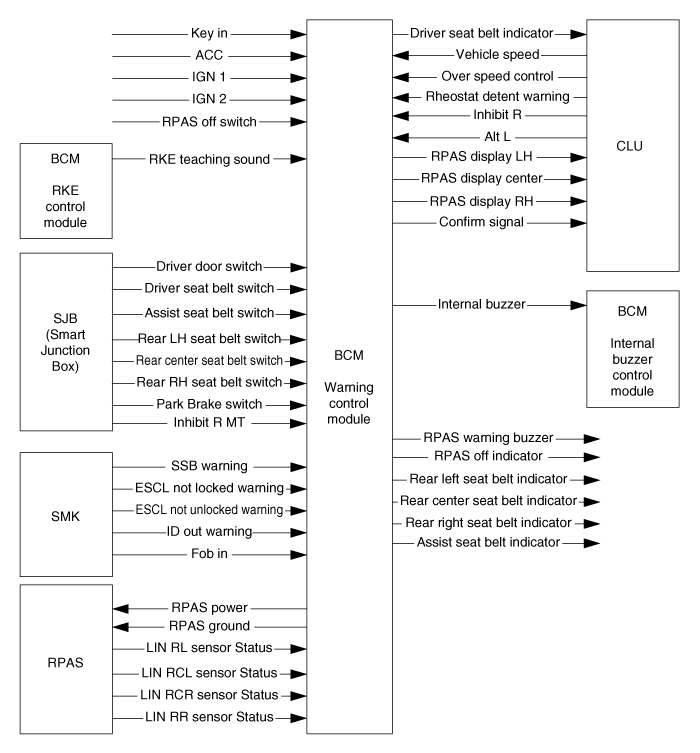 Key in
ACC
IGN 1
IGN 2
RPAS off switch
BCM
RKE
control
module
RKE teaching sound
SJB
(Smart
Junction
Box)
Driver door switch
Driver seat belt switch
Assist seat belt switch
Rear LH seat belt switch
Rear center seat belt switch
Rear RH seat belt switch
Park Brake switch
Inhibit R MT
SMK
SSB warning
ESCL not locked warning
ESCL not unlocked warning
ID out warning
Fob in
RPAS
RPAS power
RPAS ground
LIN RL sensor Status
LIN RCL sensor Status
LIN RCR sensor Status
LIN RR sensor Status
BCM
Warning
control
module
Driver seat belt indicator
Vehicle speed
Over speed control
Rheostat detent warning
Inhibit R
Alt L
RPAS display LH
RPAS display center
RPAS display RH
Confirm signal
CLU
Internal buzzer
BCM
Internal
buzzer
control
module
RPAS warning buzzer
RPAS off indicator
Rear left seat belt indicator
Rear center seat belt indicator
Rear right seat belt indicator
Assist seat belt indicator